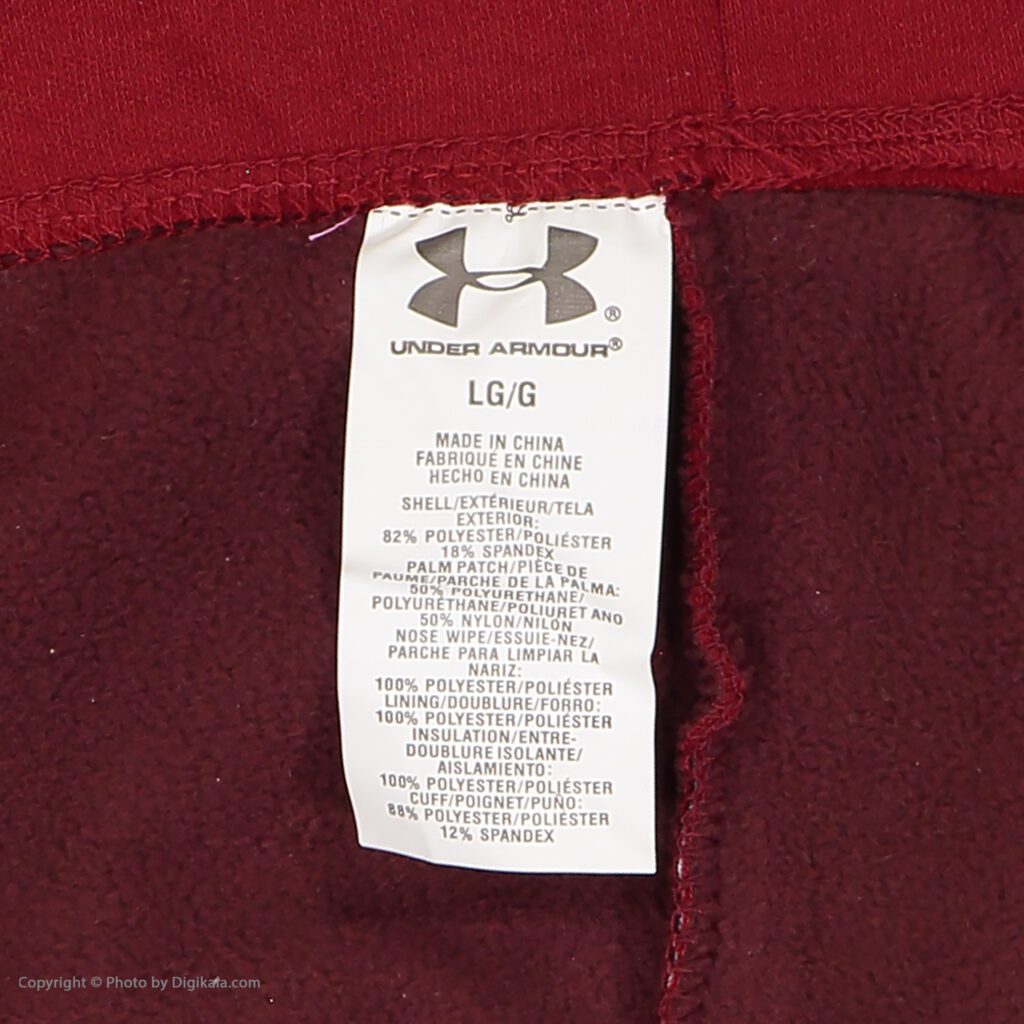 ®
UNDER ARMOUR®
LG/G
MADE IN CHINA
FABRIQUÉ EN CHINE
HECHO EN CHINA
SHELL/EXTÉRIEUR/TELA
EXTERIOR:
82% POLYESTER/POLIÉSTER
18% SPANDEX
PALM PATCH/PIÈCE DE
PAUME/PARCHE DE LA PALMA:
50% POLYURETHANE/
POLYURÉTHANE/POLIURETANO
50% NYLON/NILON
NOSE WIPE/ESSUIE-NEZ/
PARCHE PARA LIMPIAR LA
NARIZ:
100% POLYESTER/POLIÉSTER
LINING/DOUBLURE/FORRO:
100% POLYESTER/POLIÉSTER
INSULATION/ENTRE-
DOUBLURE ISOLANTE/
AISLAMIENTO:
100% POLYESTER/POLIÉSTER
CUFF/POIGNET/PUÑO:
88% POLYESTER/POLIÉSTER
12% SPANDEX
Copyright © Photo by Digikala.com